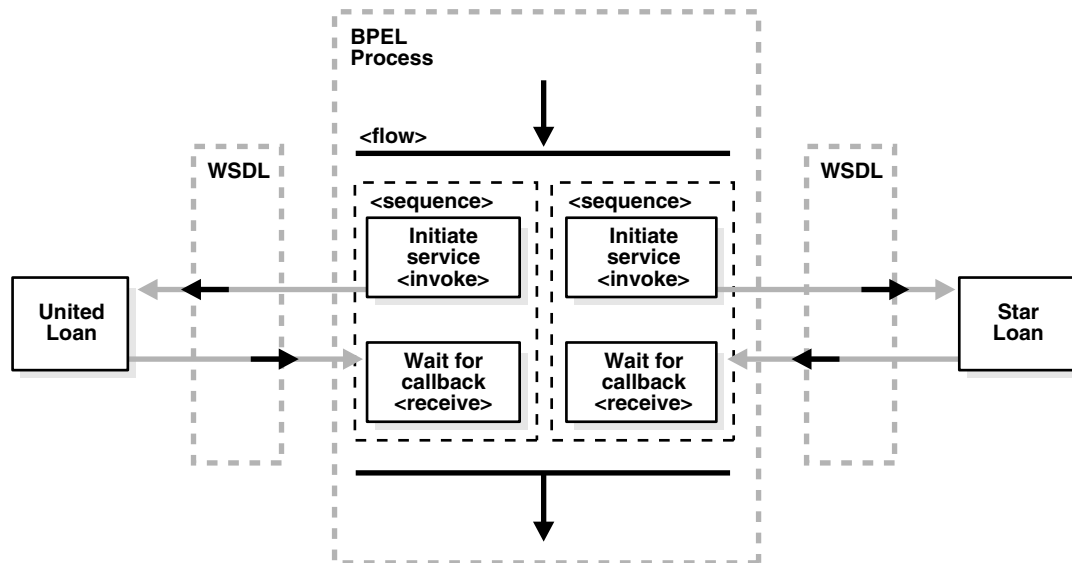 BPEL
Process
<flow>
WSDL
WSDL
<sequence>
<sequence>
Initiate
service
<invoke>
Initiate
service
<invoke>
United
Loan
Star
Loan
Wait for
callback
<receive>
Wait for
callback
<receive>